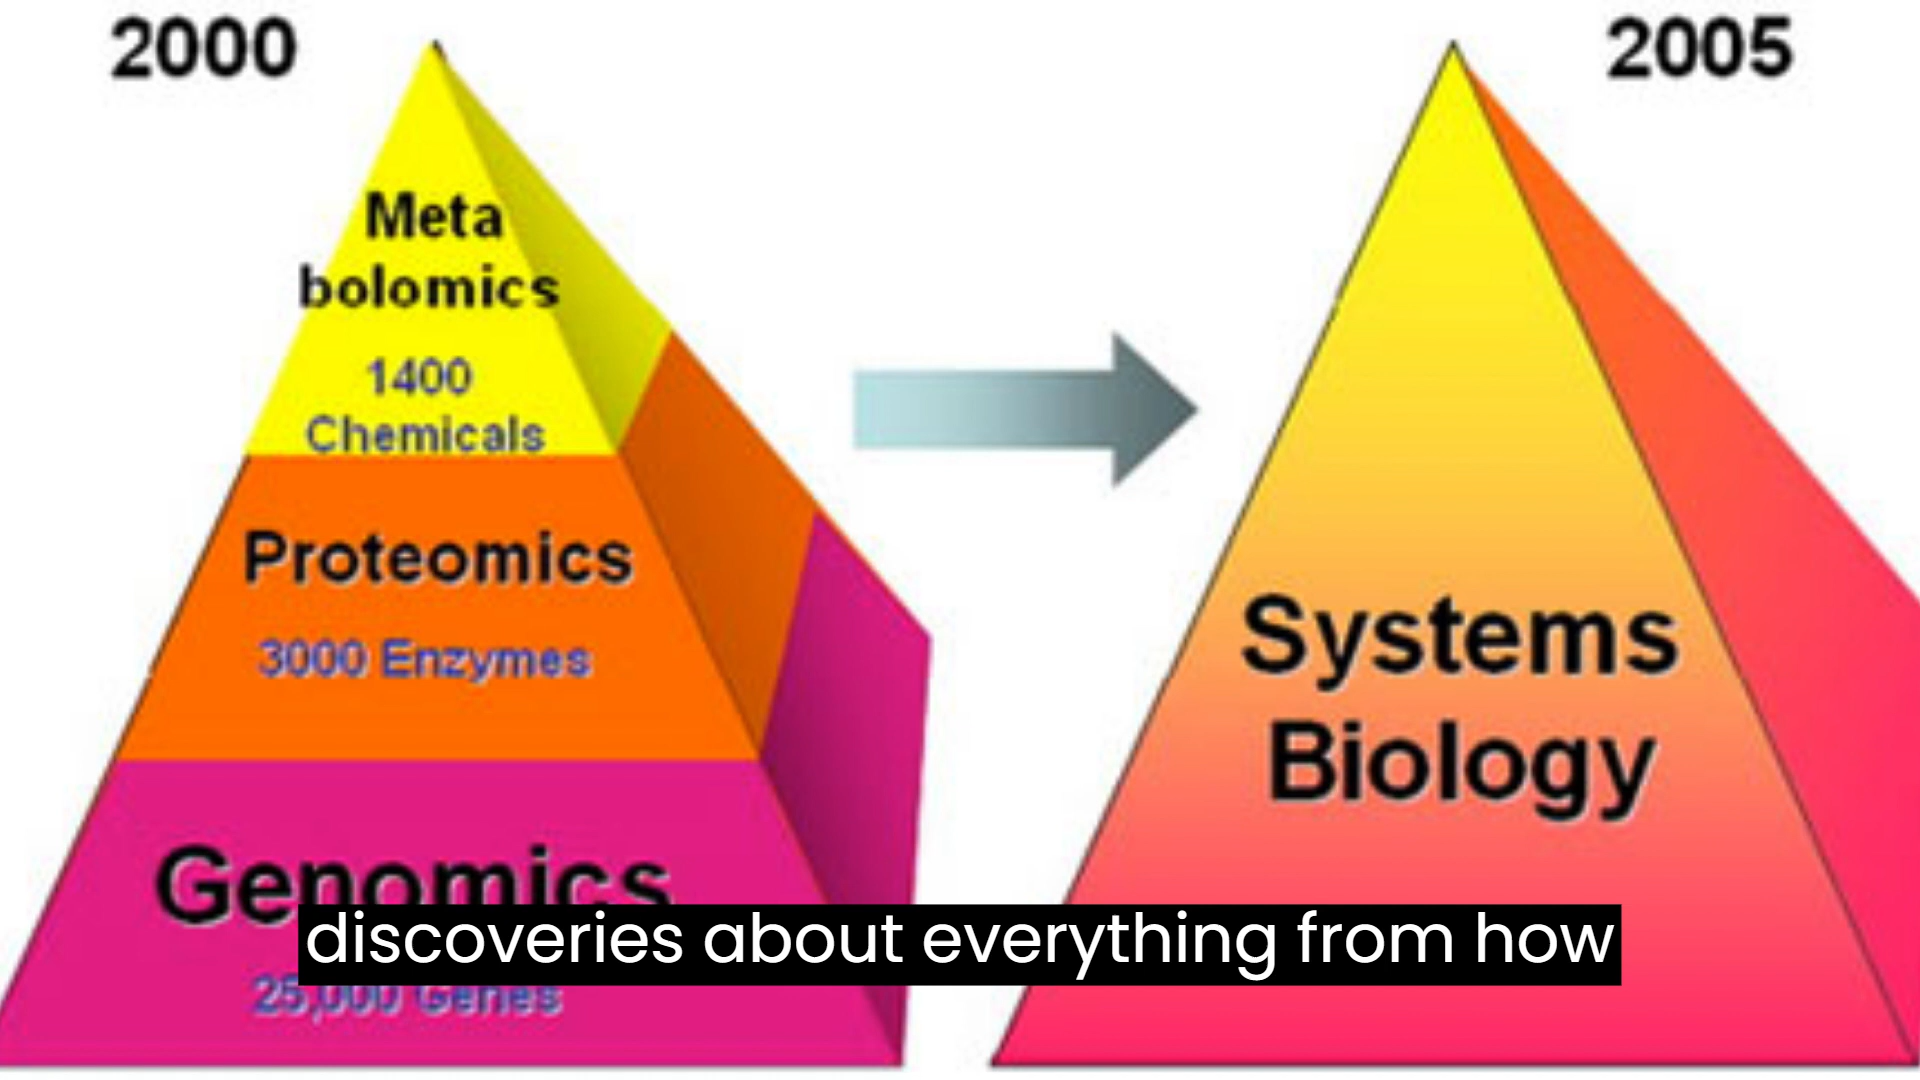 2000
2005
Meta
bolomics
1400
Chemicals
Proteomics
3000 Enzymes
Systems
Biology
Genomics
discoveries about everything from how
25,000 Genes